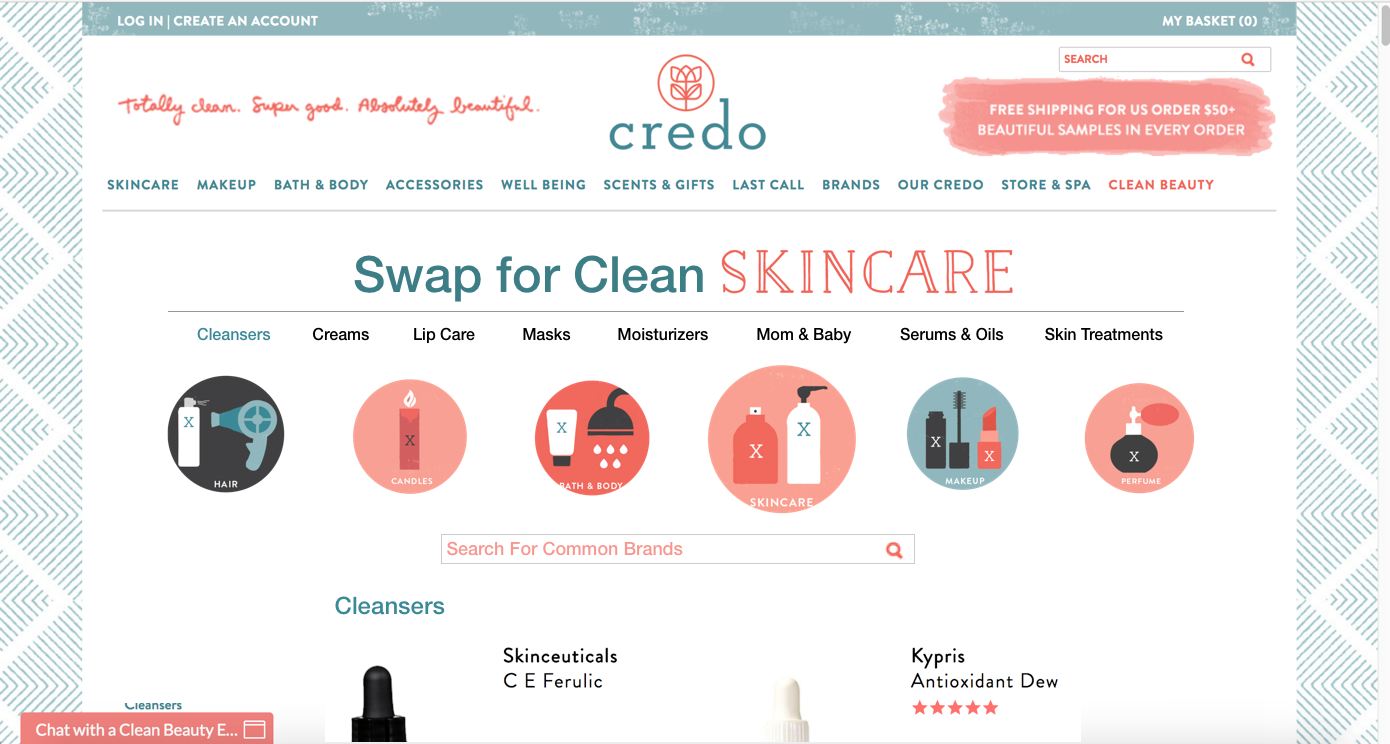 LOG IN | CREATE AN ACCOUNT
MY BASKET (0)
SEARCH
Totally clean. Super good. Absolutely beautiful.
credo
FREE SHIPPING FOR US ORDER $50+
BEAUTIFUL SAMPLES IN EVERY ORDER
SKINCARE MAKEUP BATH & BODY ACCESSORIES WELL BEING SCENTS & GIFTS LAST CALL BRANDS OUR CREDO STORE & SPA CLEAN BEAUTY
Swap for Clean SKINCARE
Cleansers Creams Lip Care Masks Moisturizers Mom & Baby Serums & Oils Skin Treatments
X X X X X X X X
HAIR CANDLES BATH & BODY SKINCARE MAKEUP PERFUME
Search For Common Brands
Cleansers
Skinceuticals
C E Ferulic
Kypris
Antioxidant Dew
Cleansers
Chat with a Clean Beauty E...